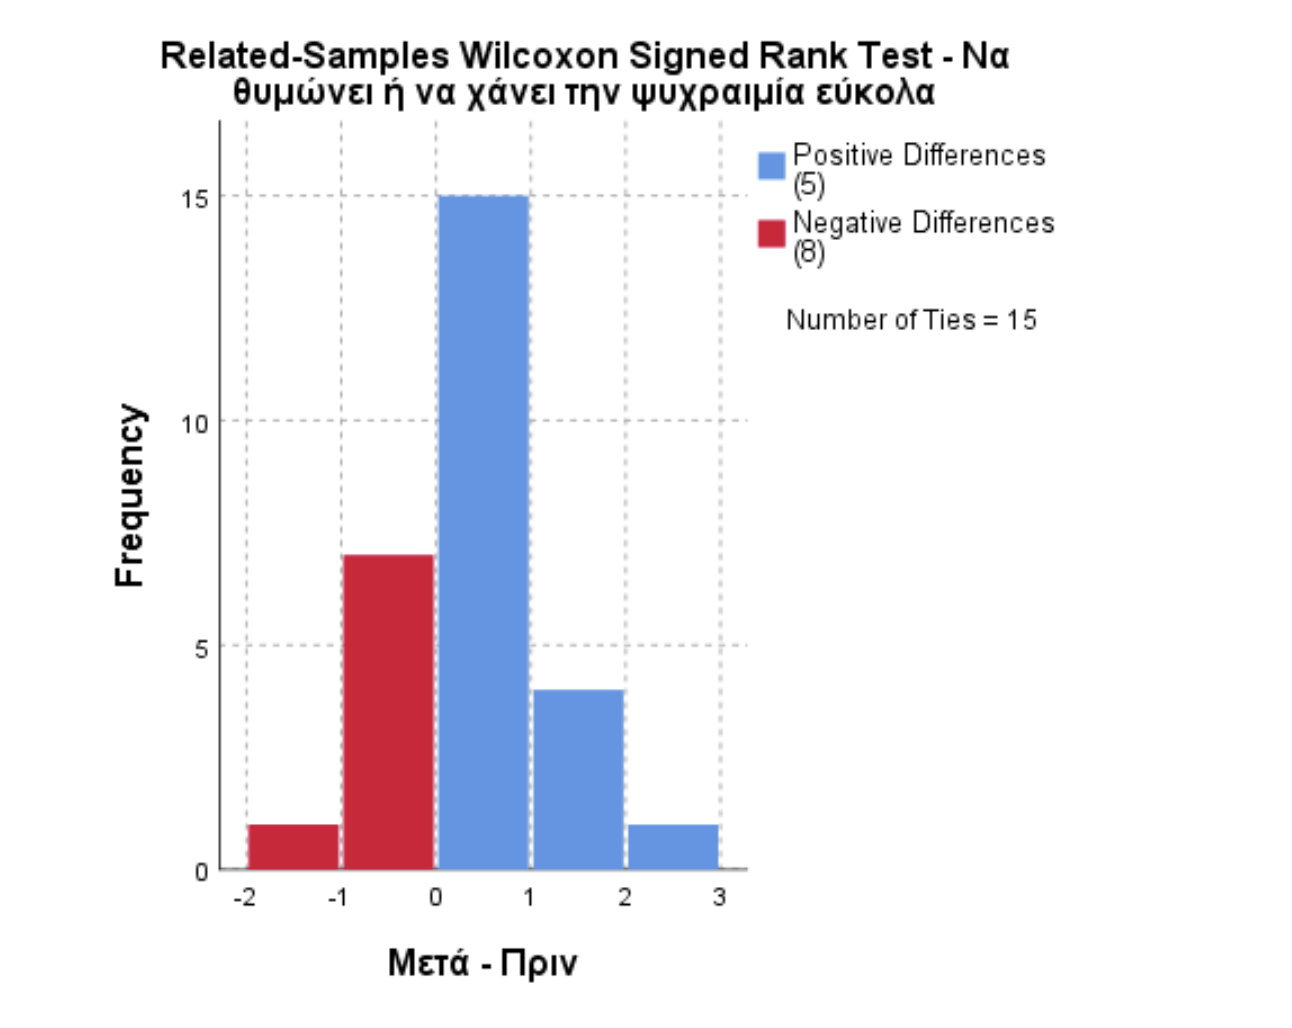 Related-Samples Wilcoxon Signed Rank Test - Να
θυμώνει ή να χάνει την ψυχραιμία εύκολα
Positive Differences
(5)
Negative Differences
(8)
Number of Ties = 15
Frequency
15
10
5
0
-2 -1 0 1 2 3
Μετά - Πριν